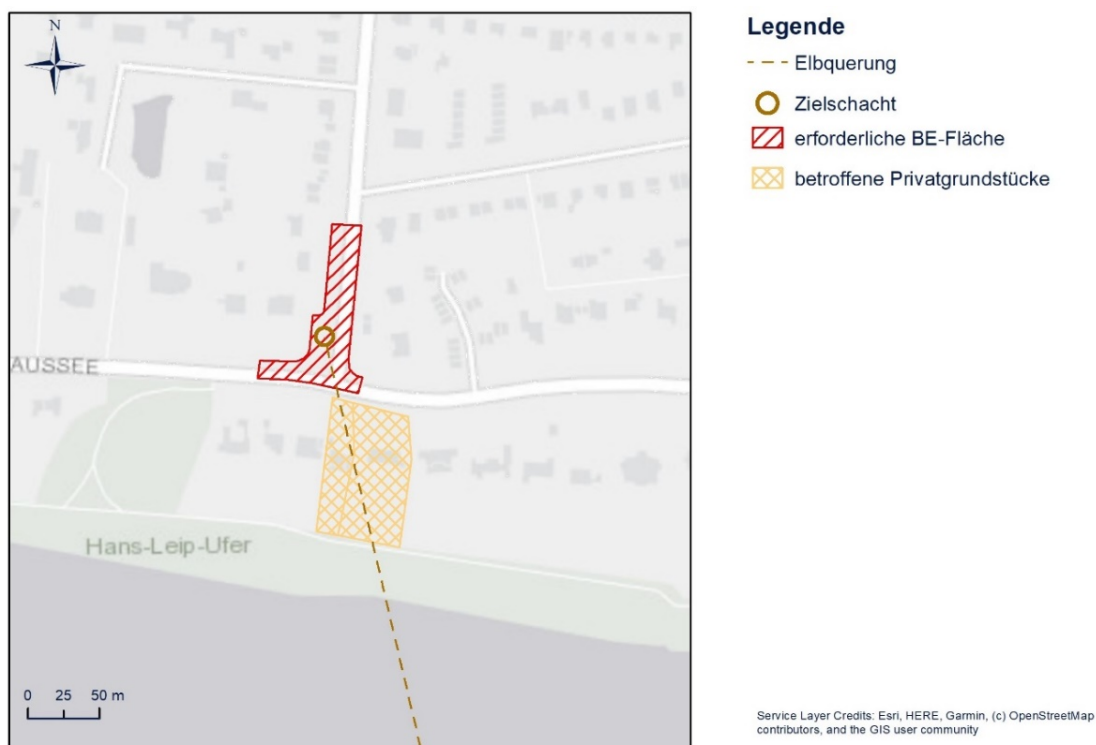 N
AUSSEE
Hans-Leip-Ufer
0 25 50 m
Legende
Elbquerung
Zielschacht
erforderliche BE-Fläche
betroffene Privatgrundstücke
Service Layer Credits: Esri, HERE, Garmin, (c) OpenStreetMap
contributors, and the GIS user community